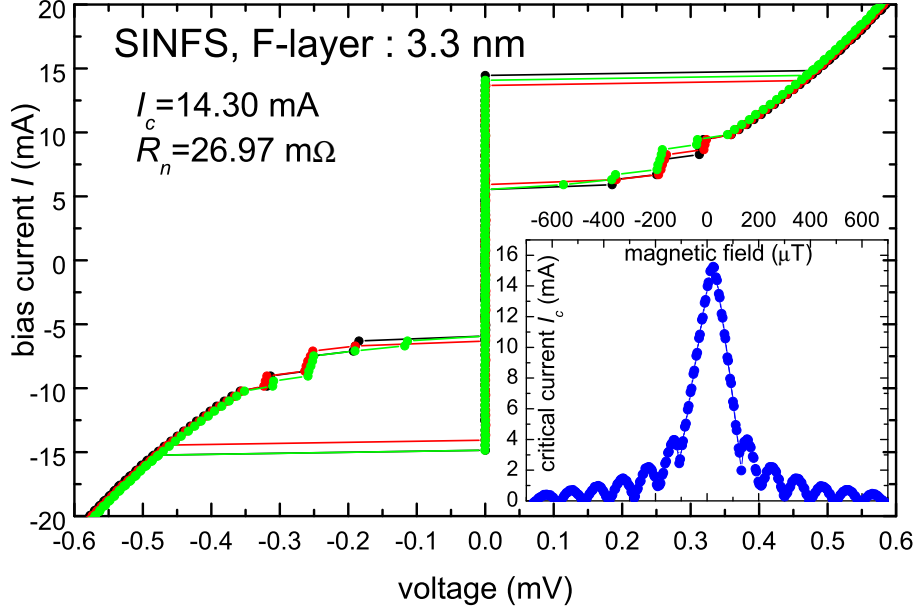 SINFS, F-layer : 3.3 nm
I_c=14.30 mA
R_n=26.97 mΩ
bias current I (mA)
20
15
10
5
0
-5
-10
-15
-20
-0.6 -0.5 -0.4 -0.3 -0.2 -0.1 0.0 0.1 0.2 0.3 0.4 0.5 0.6
voltage (mV)
-600 -400 -200 0 200 400 600
magnetic field (μT)
critical current I_c (mA)
16
14
12
10
8
6
4
2
0